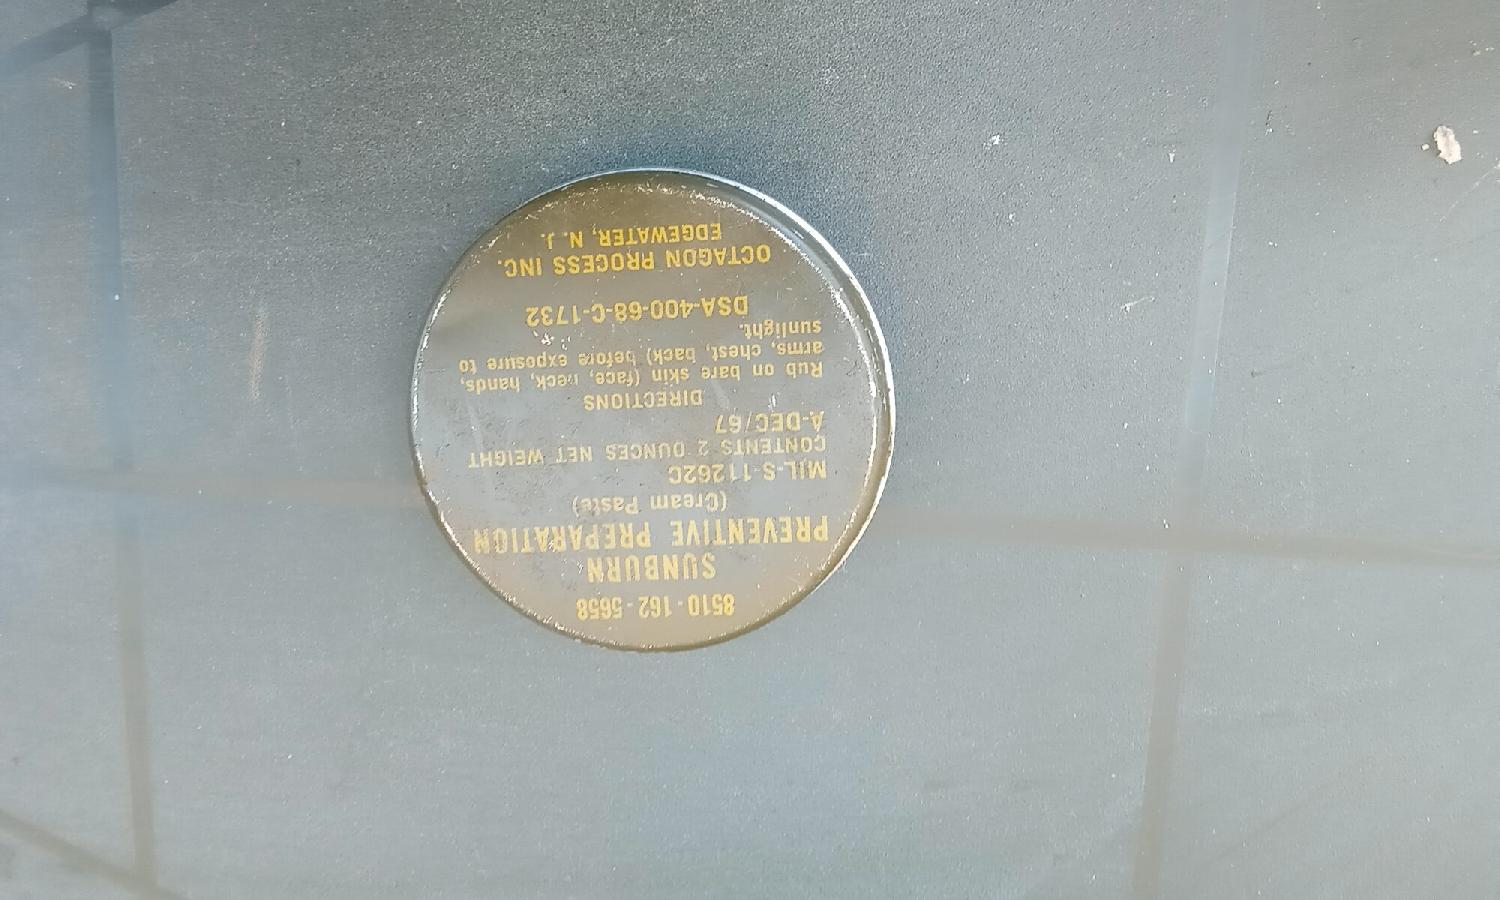 8510-162-5658
SUNBURN
PREVENTIVE PREPARATION
(Cream Paste)
MIL-S-11262C
CONTENTS 2 OUNCES NET WEIGHT
A-DEC/67
DIRECTIONS
Rub on bare skin (face, neck, hands,
arms, chest, back) before exposure to
sunlight.
DSA-400-68-C-1732
OCTAGON PROCESS INC.
EDGEWATER, N. J.